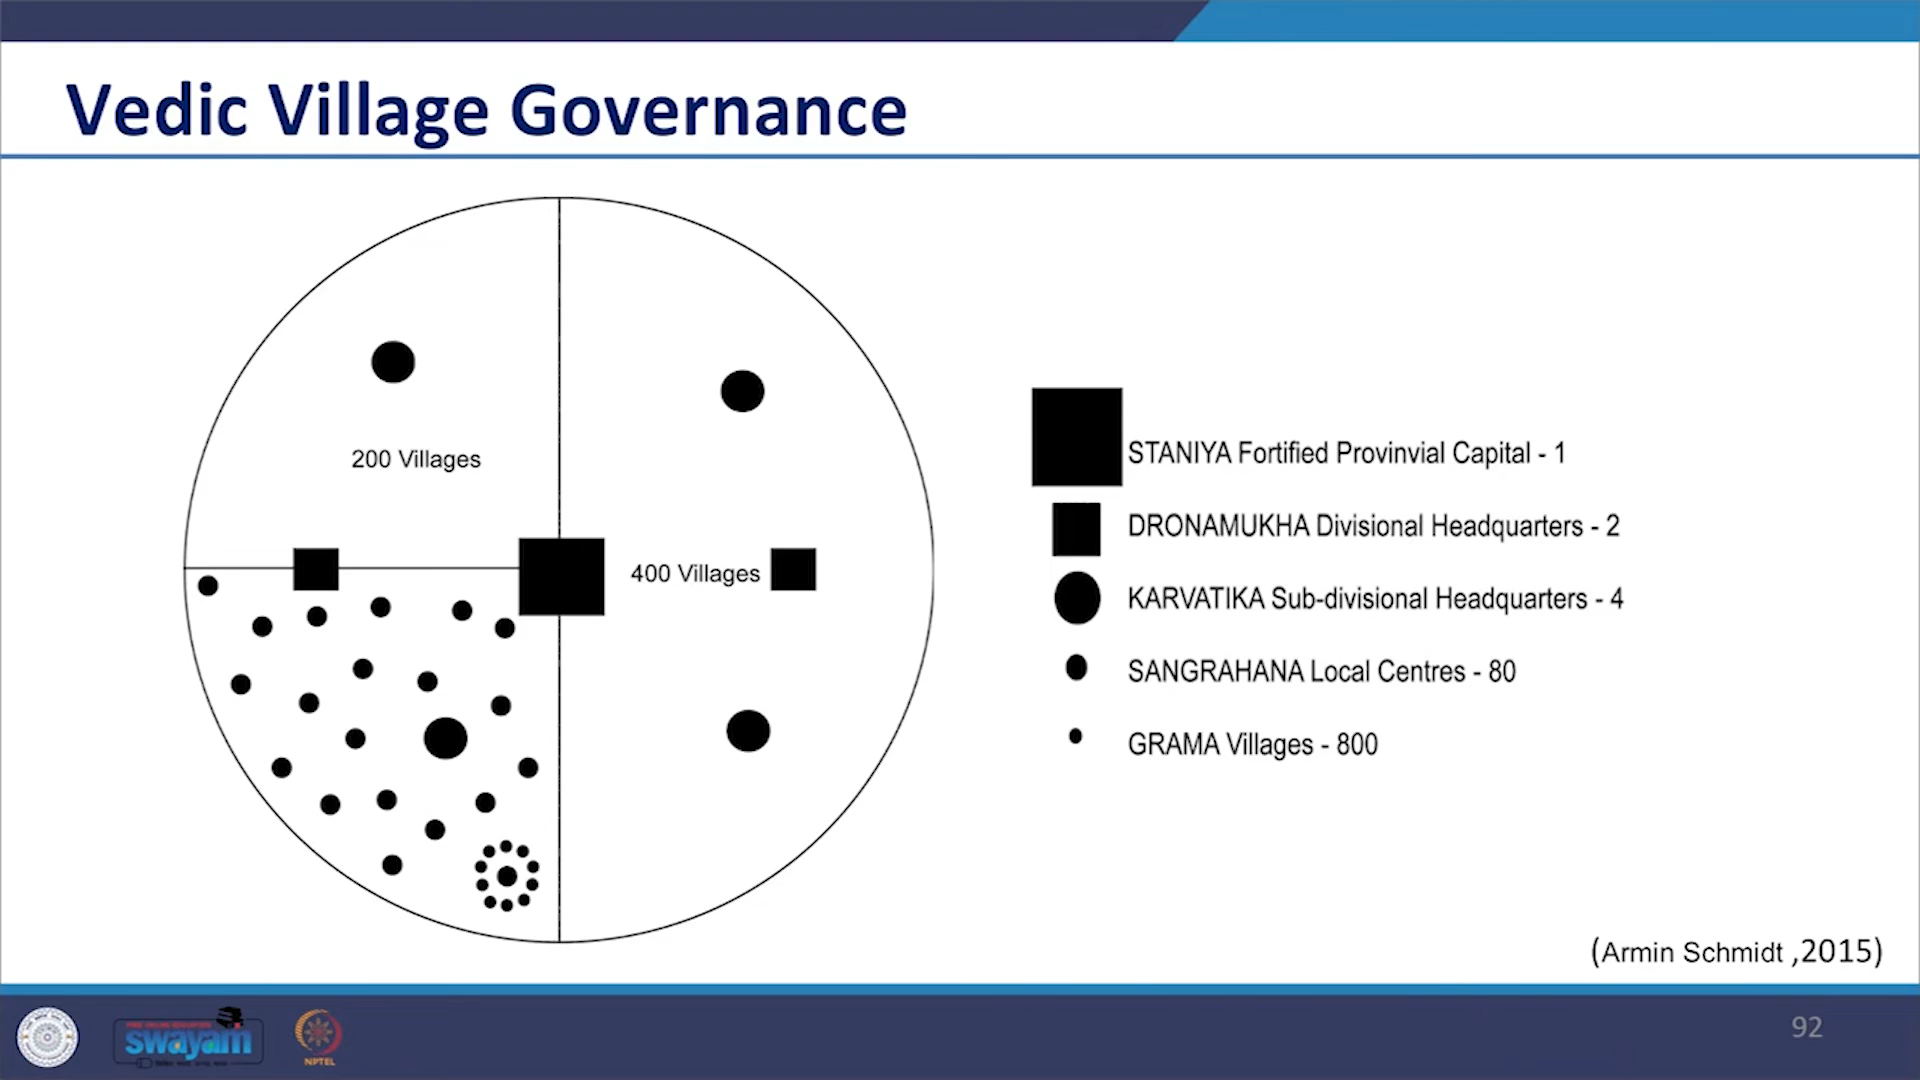 Vedic Village Governance
200 Villages
400 Villages
STANIYA Fortified Provinvial Capital - 1
DRONAMUKHA Divisional Headquarters - 2
KARVATIKA Sub-divisional Headquarters - 4
SANGRAHANA Local Centres - 80
GRAMA Villages - 800
(Armin Schmidt ,2015)
swayam
NPTEL
92